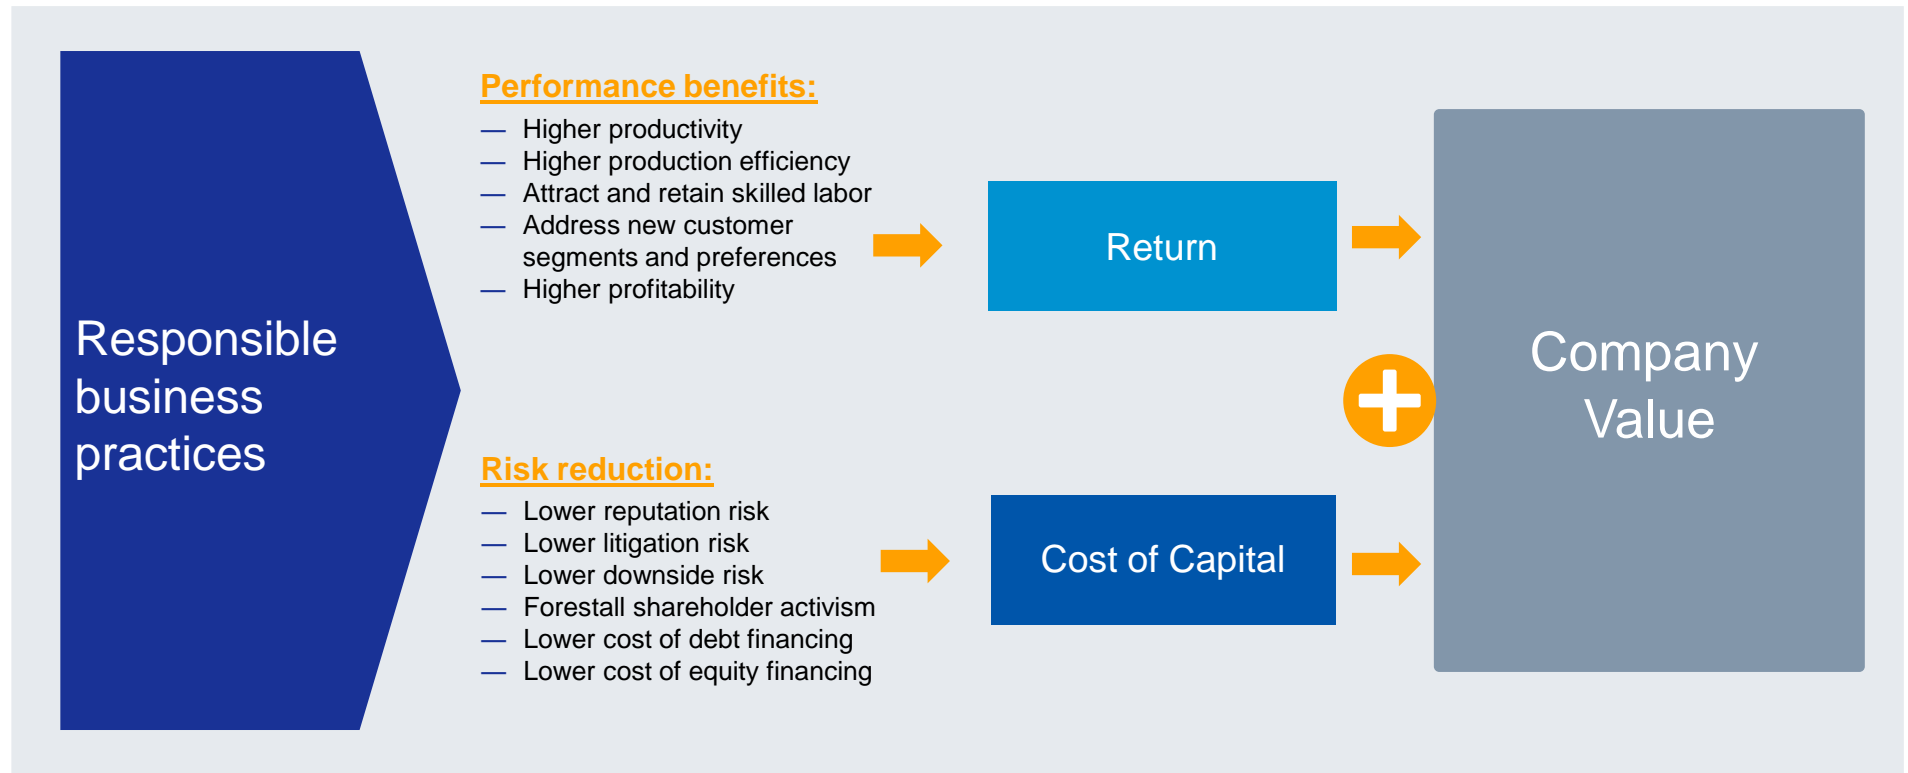 Responsible
business
practices
Performance benefits:
— Higher productivity
— Higher production efficiency
— Attract and retain skilled labor
— Address new customer
segments and preferences
— Higher profitability
Risk reduction:
— Lower reputation risk
— Lower litigation risk
— Lower downside risk
— Forestall shareholder activism
— Lower cost of debt financing
— Lower cost of equity financing
Return
Cost of Capital
Company
Value